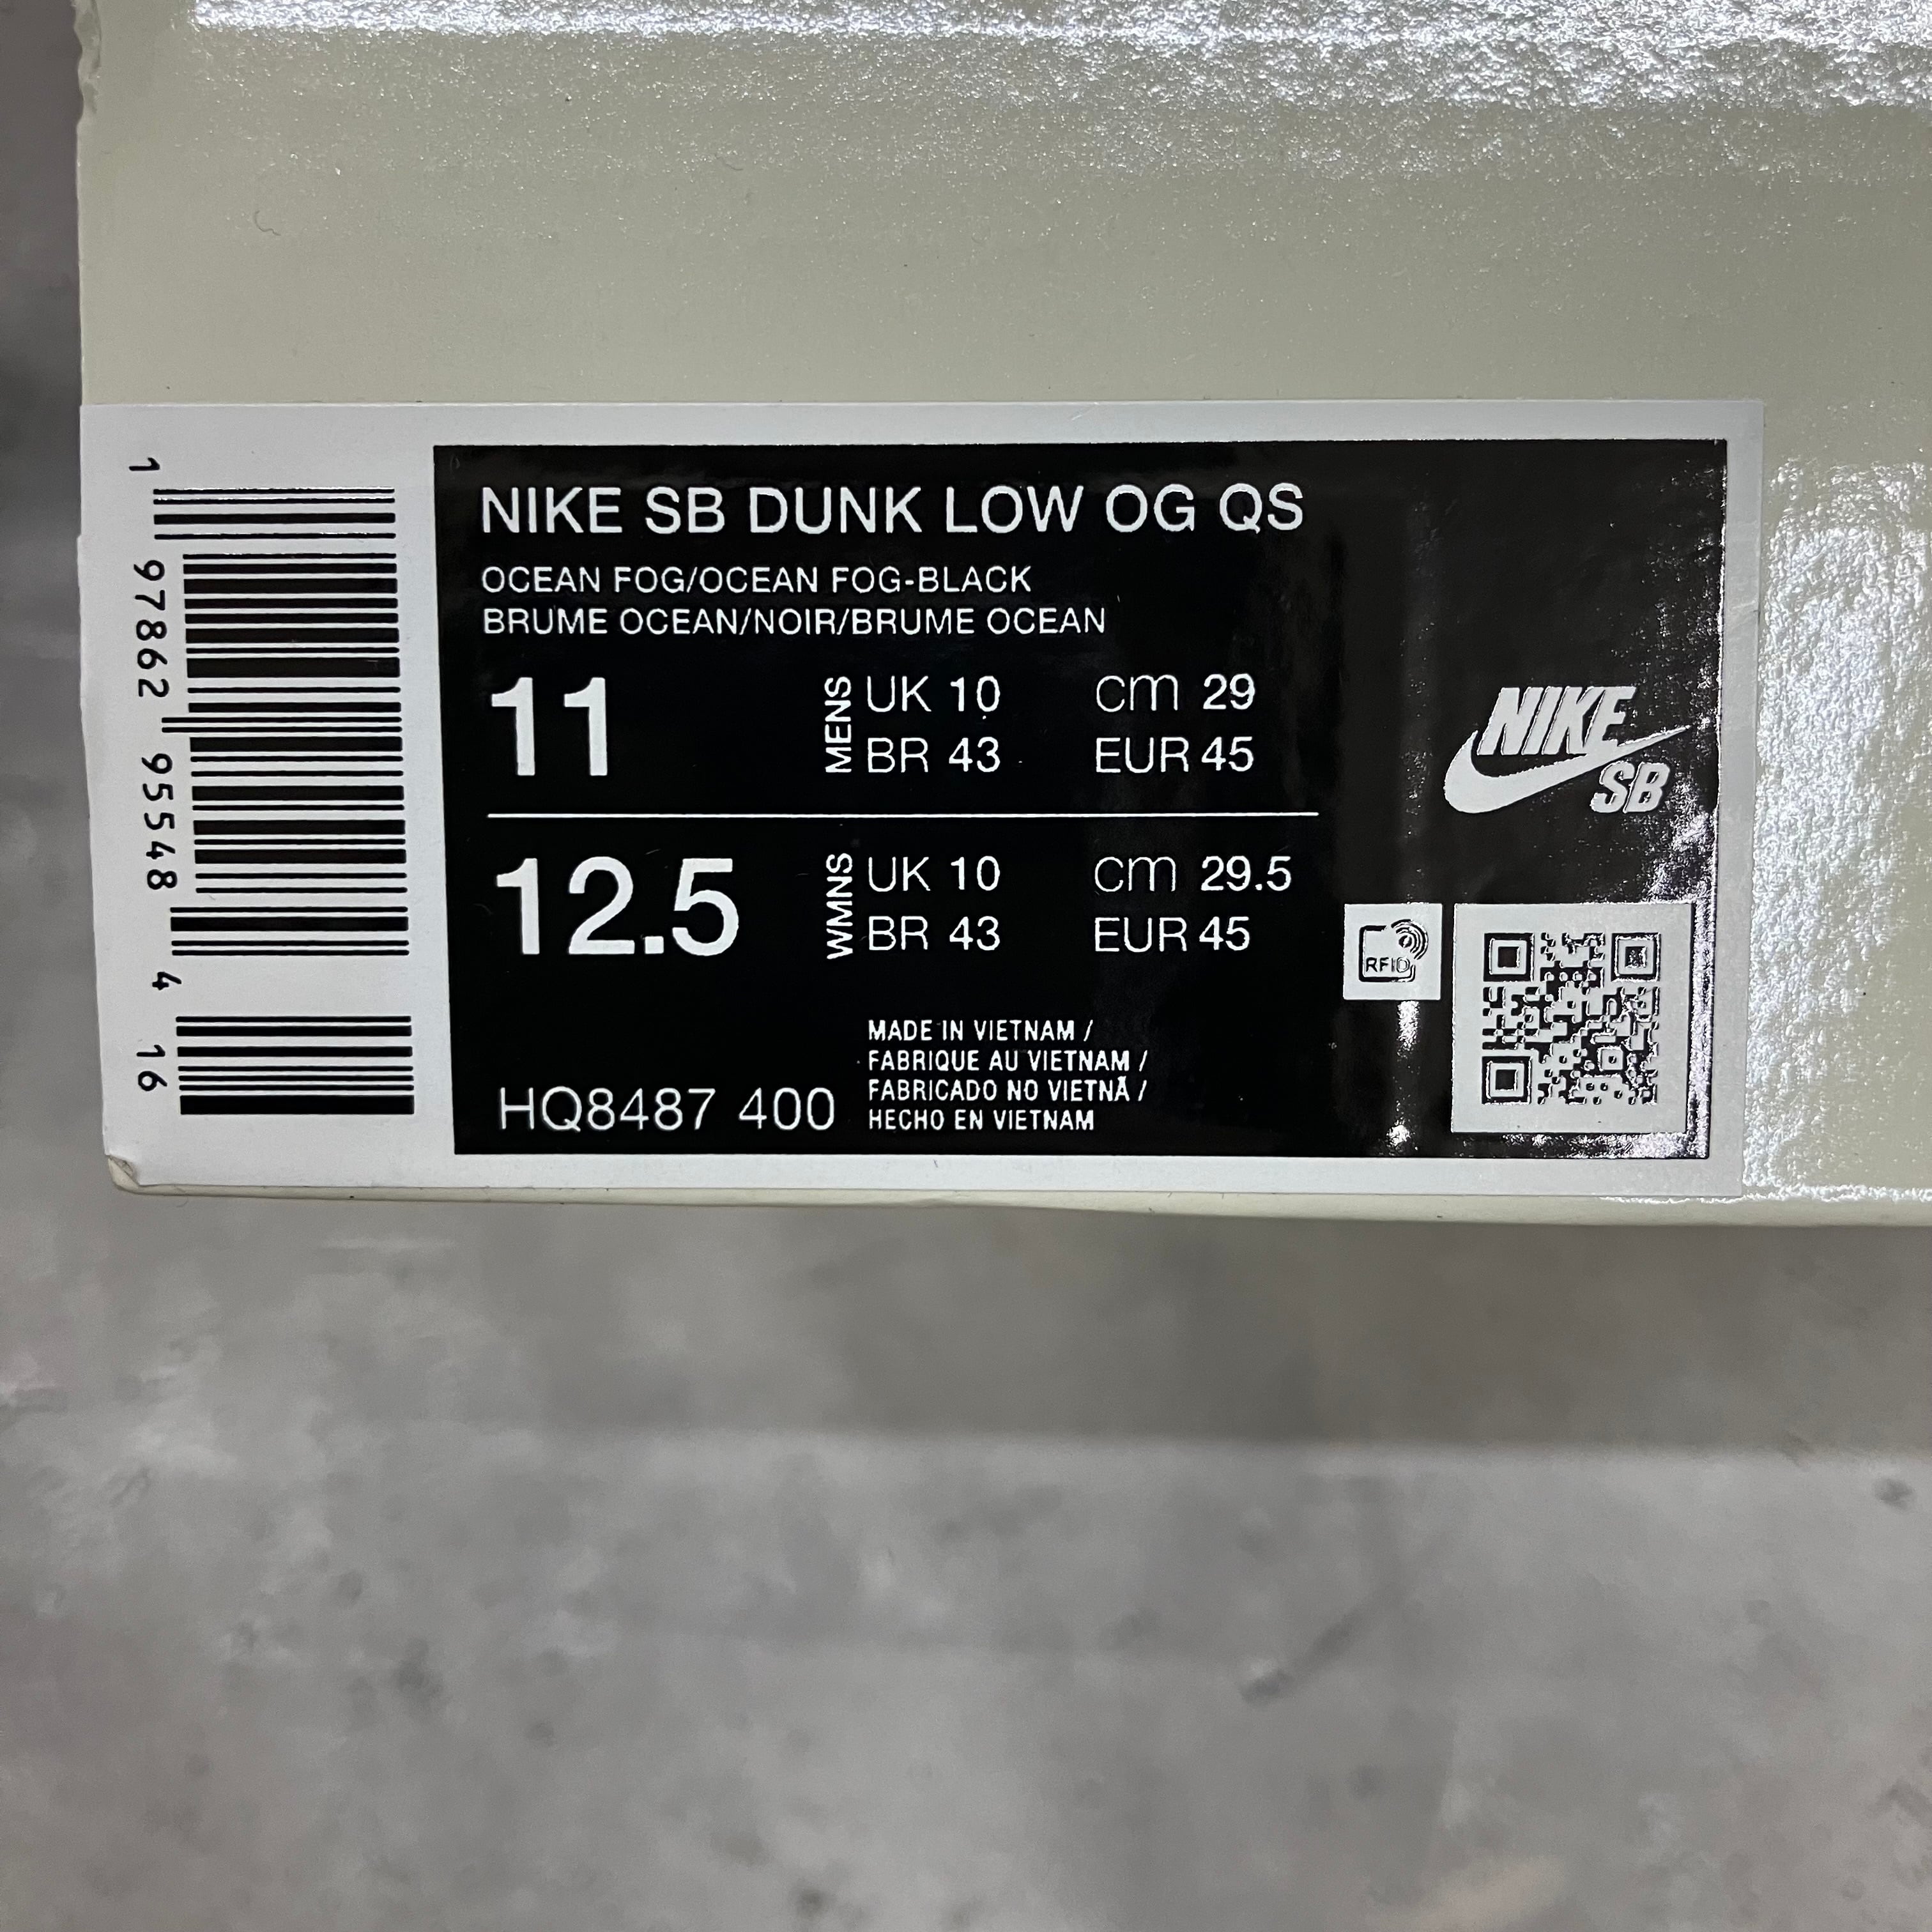 1 97862 95548 4 16
NIKE SB DUNK LOW OG QS
OCEAN FOG/OCEAN FOG-BLACK
BRUME OCEAN/NOIR/BRUME OCEAN
11 MENS UK 10 cm 29
BR 43 EUR 45
12.5 WMNS UK 10 cm 29.5
BR 43 EUR 45
NIKE
SB
RFID
MADE IN VIETNAM /
FABRIQUE AU VIETNAM /
FABRICADO NO VIETNÃ /
HECHO EN VIETNAM
HQ8487 400